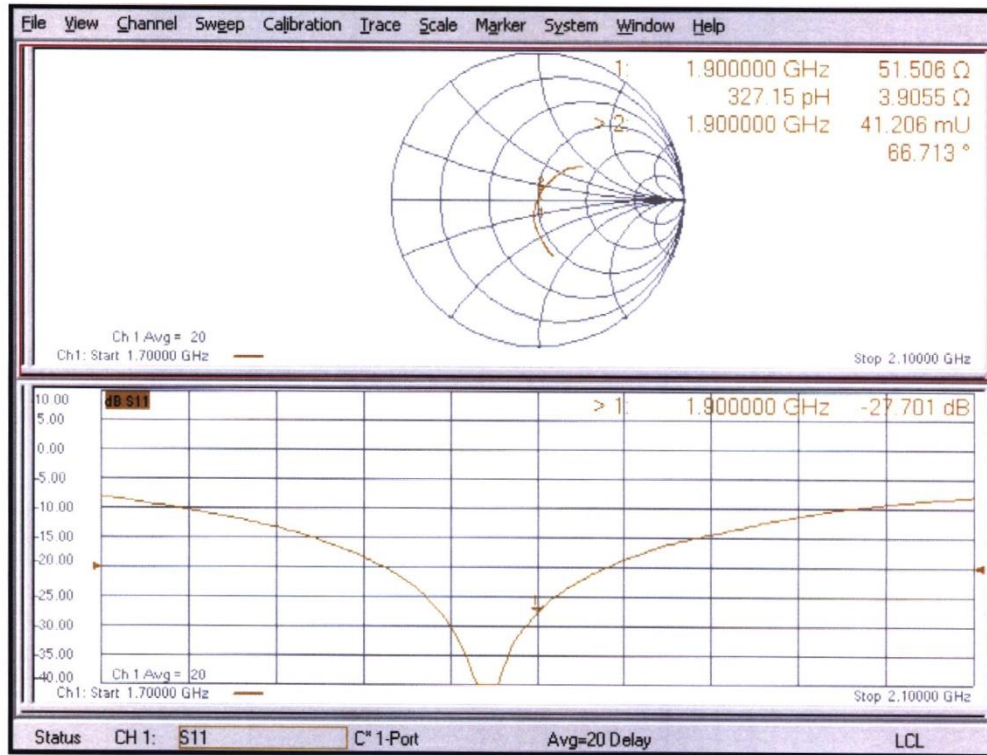 File View Channel Sweep Calibration Trace Scale Marker System Window Help
1: 1.900000 GHz 51.506 Ω
327.15 pH 3.9055 Ω
> 2: 1.900000 GHz 41.206 mU
66.713 °
Ch 1 Avg = 20
Ch1: Start 1.70000 GHz Stop 2.10000 GHz
10.00 dB S11 > 1: 1.900000 GHz -27.701 dB
5.00
0.00
-5.00
-10.00
-15.00
-20.00
-25.00 1
-30.00
-35.00
-40.00 Ch 1 Avg = 20
Ch1: Start 1.70000 GHz Stop 2.10000 GHz
Status CH 1: S11 C* 1-Port Avg=20 Delay LCL